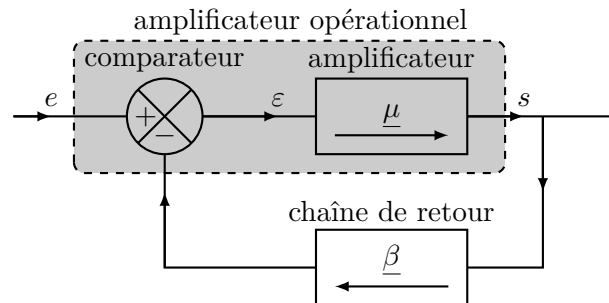 amplificateur opérationnel
comparateur amplificateur
e + − ε μ s
chaîne de retour
β